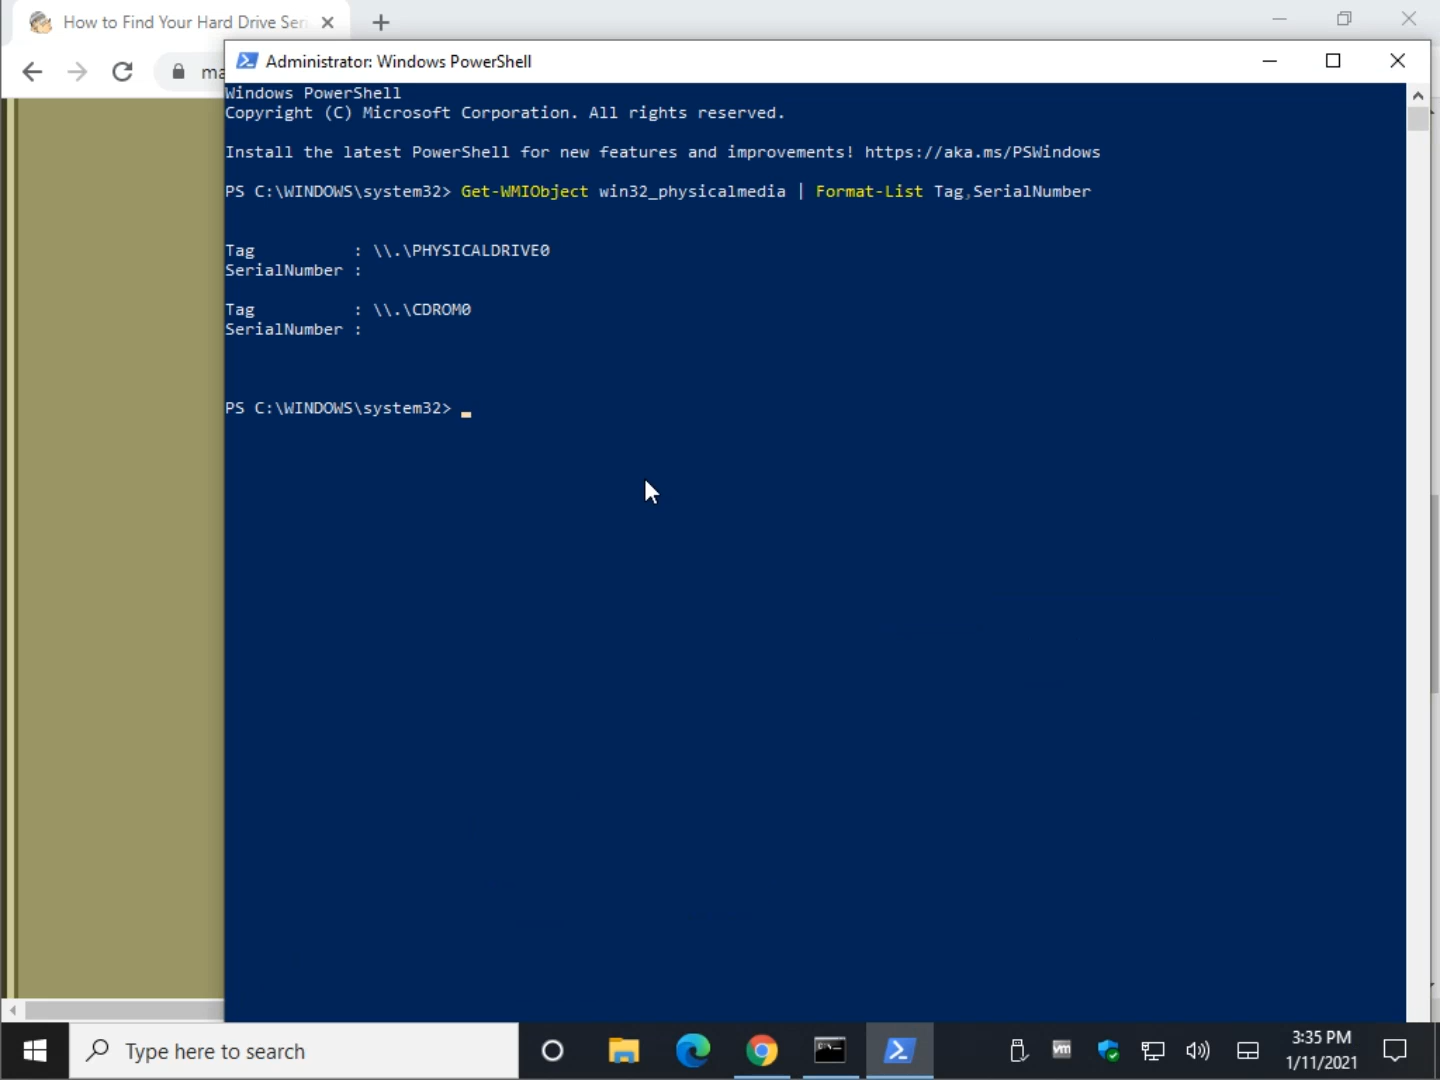 How to Find Your Hard Drive Ser
ma
Administrator: Windows PowerShell
Windows PowerShell
Copyright (C) Microsoft Corporation. All rights reserved.
Install the latest PowerShell for new features and improvements! https://aka.ms/PSWindows
PS C:\WINDOWS\system32> Get-WMIObject win32_physicalmedia | Format-List Tag,SerialNumber
Tag : \\.\PHYSICALDRIVE0
SerialNumber :
Tag : \\.\CDROM0
SerialNumber :
PS C:\WINDOWS\system32>
Type here to search
vm
3:35 PM
1/11/2021